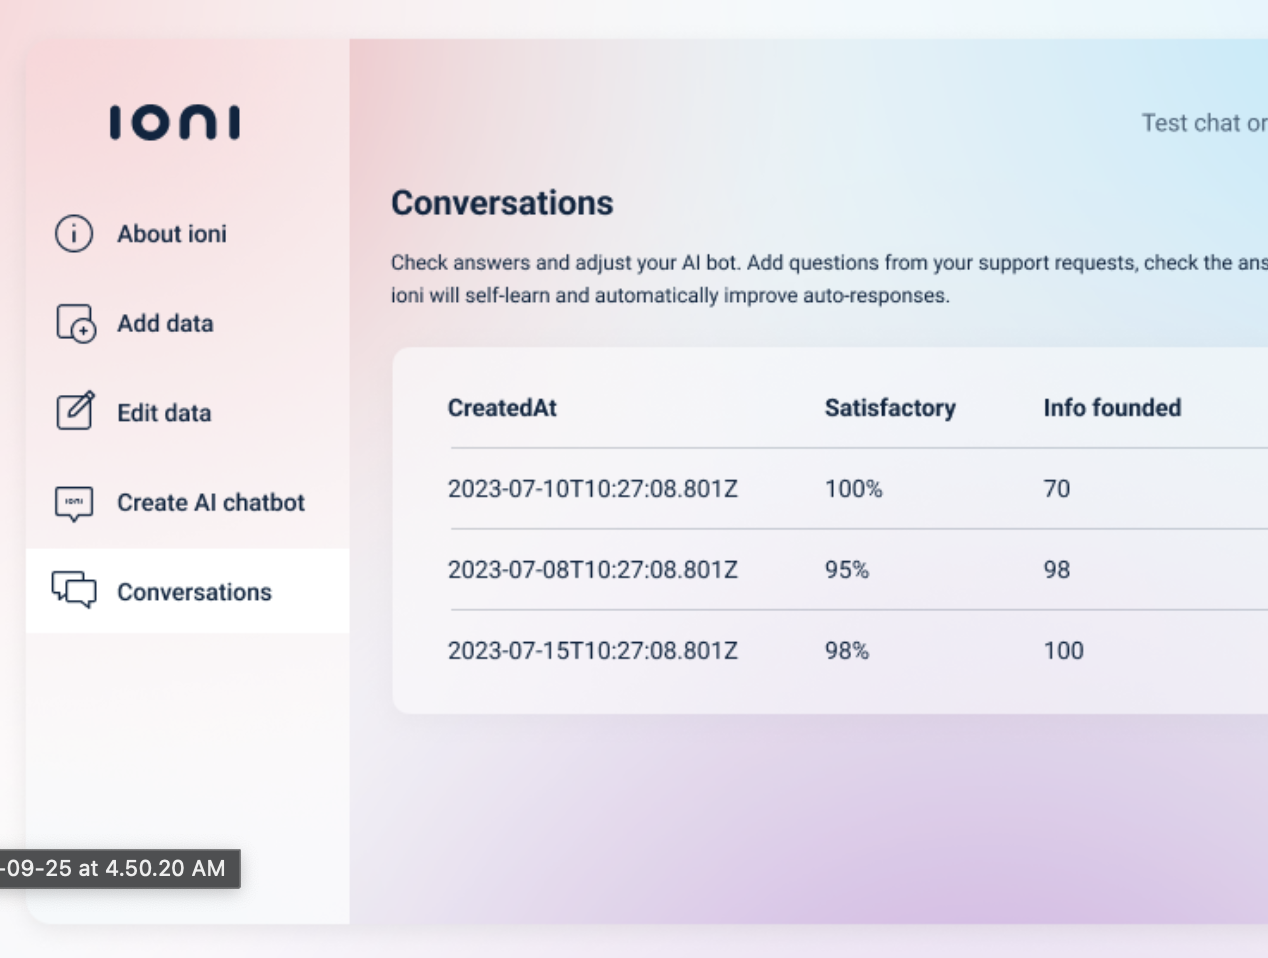 ioni
Test chat or
About ioni
Add data
Edit data
ioni
Create AI chatbot
Conversations
Conversations
Check answers and adjust your AI bot. Add questions from your support requests, check the ans
ioni will self-learn and automatically improve auto-responses.
CreatedAt Satisfactory Info founded
2023-07-10T10:27:08.801Z 100% 70
2023-07-08T10:27:08.801Z 95% 98
2023-07-15T10:27:08.801Z 98% 100
-09-25 at 4.50.20 AM